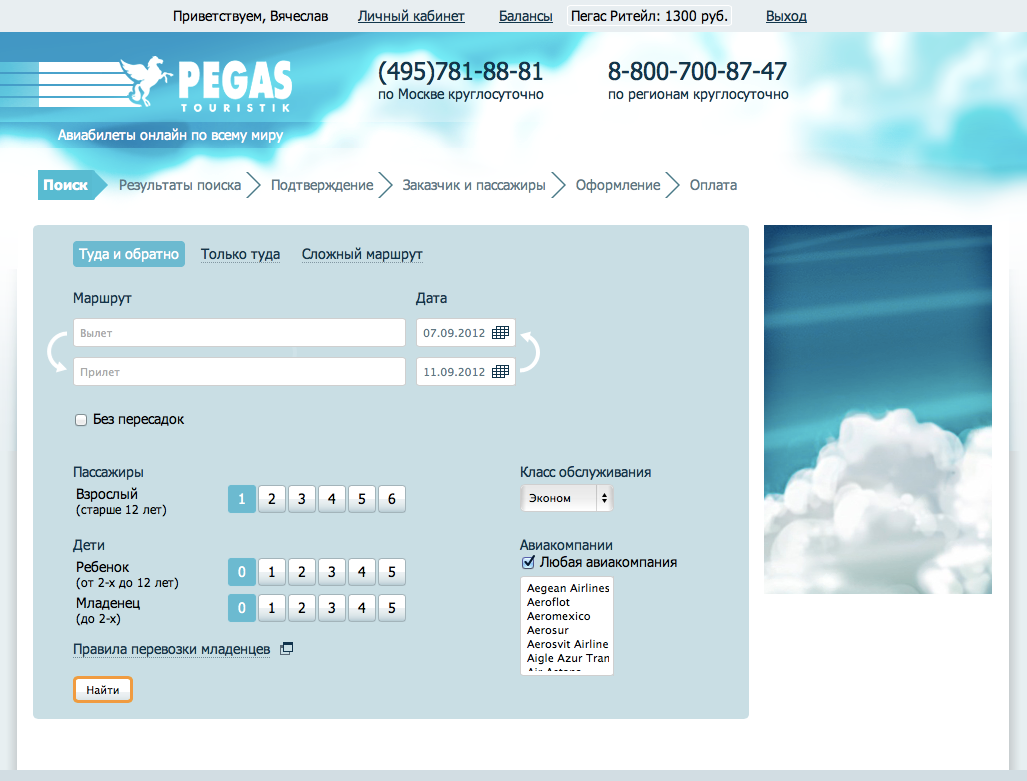 Приветствуем, Вячеслав Личный кабинет Балансы Пегас Ритейл: 1300 руб. Выход
PEGAS
TOURISTIK
Авиабилеты онлайн по всему миру
(495)781-88-81
по Москве круглосуточно
8-800-700-87-47
по регионам круглосуточно
Поиск Результаты поиска Подтверждение Заказчик и пассажиры Оформление Оплата
Туда и обратно Только туда Сложный маршрут
Маршрут Дата
Вылет 07.09.2012
Прилет 11.09.2012
Без пересадок
Пассажиры
Взрослый
(старше 12 лет)
1 2 3 4 5 6
Дети
Ребенок
(от 2-х до 12 лет)
0 1 2 3 4 5
Младенец
(до 2-х)
0 1 2 3 4 5
Правила перевозки младенцев
Найти
Класс обслуживания
Эконом
Авиакомпании
Любая авиакомпания
Aegean Airlines
Aeroflot
Aeromexico
Aerosur
Aerosvit Airline
Aigle Azur Tran
Air Astana